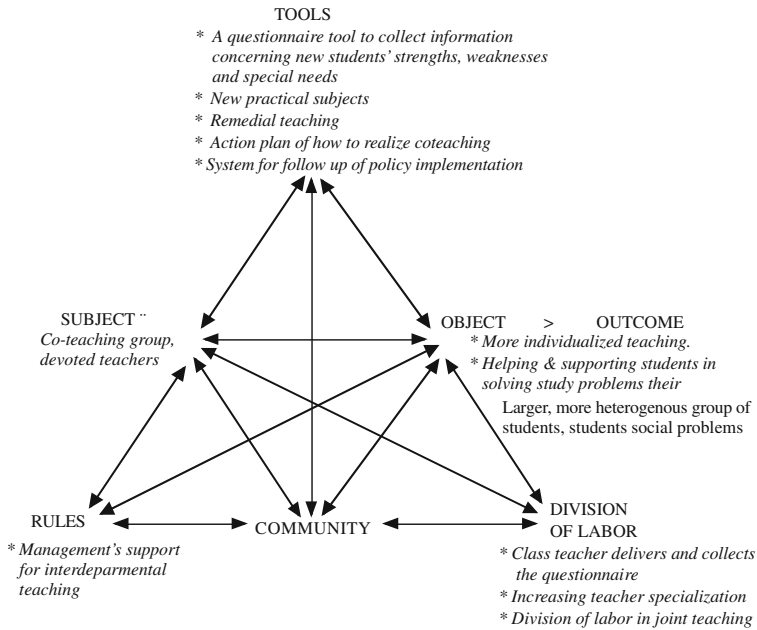 TOOLS
* A questionnaire tool to collect information
concerning new students' strengths, weaknesses
and special needs
* New practical subjects
* Remedial teaching
* Action plan of how to realize coteaching
* System for follow up of policy implementation
SUBJECT ¨
Co-teaching group,
devoted teachers
OBJECT > OUTCOME
* More individualized teaching.
* Helping & supporting students in
solving study problems their
Larger, more heterogenous group of
students, students social problems
RULES
* Management's support
for interdeparmental
teaching
COMMUNITY
DIVISION
OF LABOR
* Class teacher delivers and collects
the questionnaire
* Increasing teacher specialization
* Division of labor in joint teaching